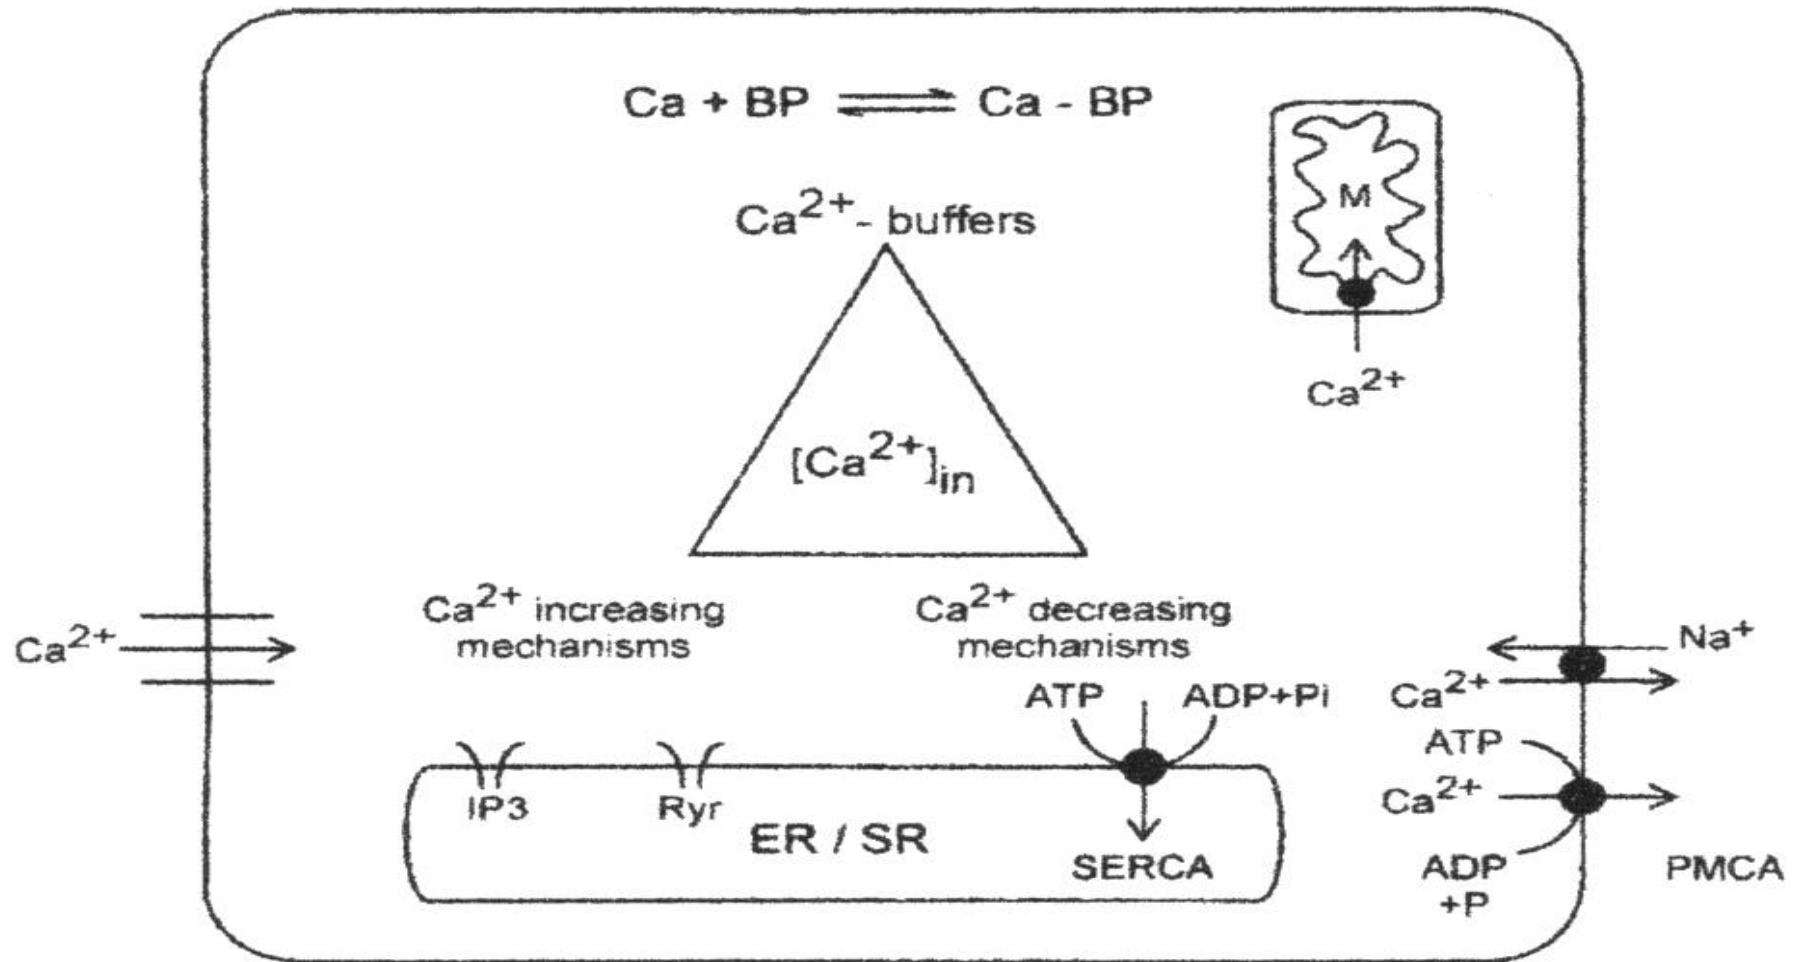 Ca + BP ⇌ Ca - BP
M
Ca²⁺- buffers
Ca²⁺
[Ca²⁺]in
Ca²⁺ increasing
mechanisms
Ca²⁺ decreasing
mechanisms
Ca²⁺
Na⁺
Ca²⁺
ATP
ADP+Pi
ATP
Ca²⁺
IP3
Ryr
ER / SR
SERCA
ADP
+P
PMCA